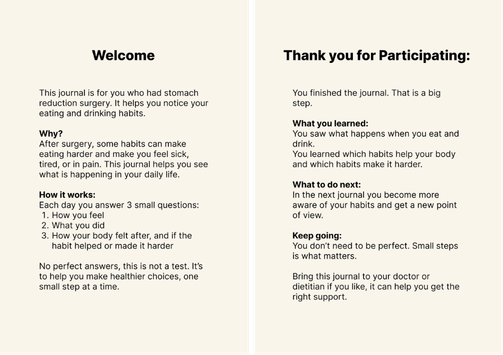 Welcome
This journal is for you who had stomach
reduction surgery. It helps you notice your
eating and drinking habits.
Why?
After surgery, some habits can make
eating harder and make you feel sick,
tired, or in pain. This journal helps you see
what is happening in your daily life.
How it works:
Each day you answer 3 small questions:
1. How you feel
2. What you did
3. How your body felt after, and if the
habit helped or made it harder
No perfect answers, this is not a test. It's
to help you make healthier choices, one
small step at a time.
Thank you for Participating:
You finished the journal. That is a big
step.
What you learned:
You saw what happens when you eat and
drink.
You learned which habits help your body
and which habits make it harder.
What to do next:
In the next journal you become more
aware of your habits and get a new point
of view.
Keep going:
You don't need to be perfect. Small steps
is what matters.
Bring this journal to your doctor or
dietitian if you like, it can help you get the
right support.